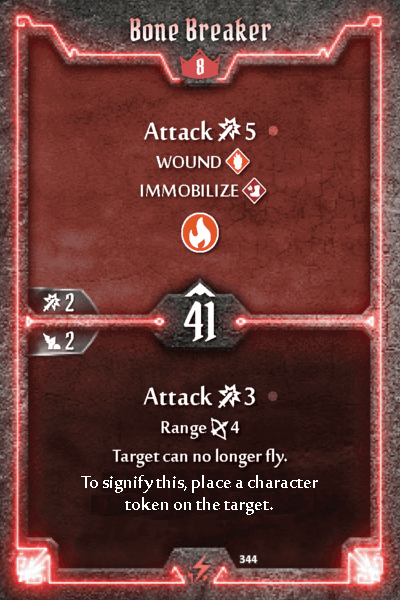 Bone Breaker
8
Attack 5
WOUND
IMMOBILIZE
2
41
2
Attack 3
Range 4
Target can no longer fly.
To signify this, place a character
token on the target.
344